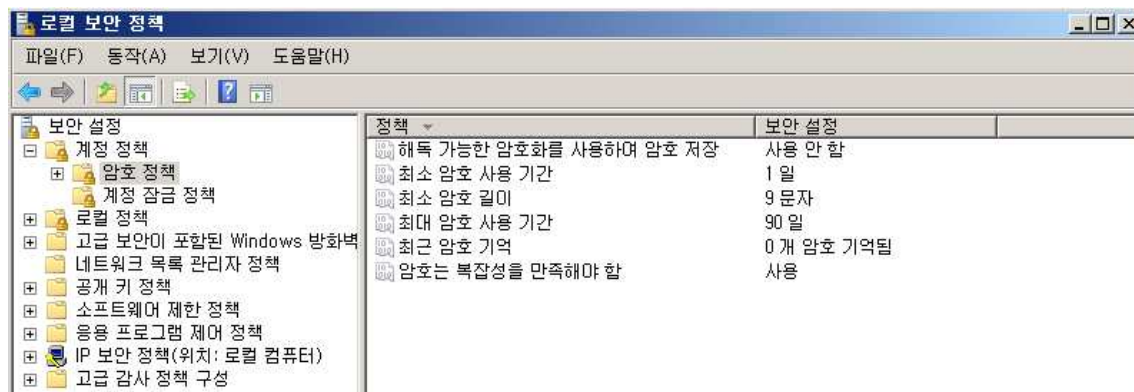 로컬 보안 정책
파일(F) 동작(A) 보기(V) 도움말(H)
보안 설정
계정 정책
암호 정책
계정 잠금 정책
로컬 정책
고급 보안이 포함된 Windows 방화벽
네트워크 목록 관리자 정책
공개 키 정책
소프트웨어 제한 정책
응용 프로그램 제어 정책
IP 보안 정책(위치: 로컬 컴퓨터)
고급 감사 정책 구성
정책 보안 설정
해독 가능한 암호화를 사용하여 암호 저장 사용 안 함
최소 암호 사용 기간 1 일
최소 암호 길이 9 문자
최대 암호 사용 기간 90 일
최근 암호 기억 0 개 암호 기억됨
암호는 복잡성을 만족해야 함 사용